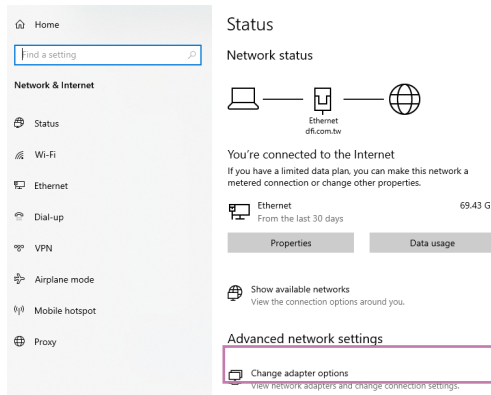 Home
Find a setting
Network & Internet
Status
Wi-Fi
Ethernet
Dial-up
VPN
Airplane mode
Mobile hotspot
Proxy
Status
Network status
Ethernet
dfi.com.tw
You're connected to the Internet
If you have a limited data plan, you can make this network a
metered connection or change other properties.
Ethernet 69.43 G
From the last 30 days
Properties Data usage
Show available networks
View the connection options around you.
Advanced network settings
Change adapter options
View network adapters and change connection settings.